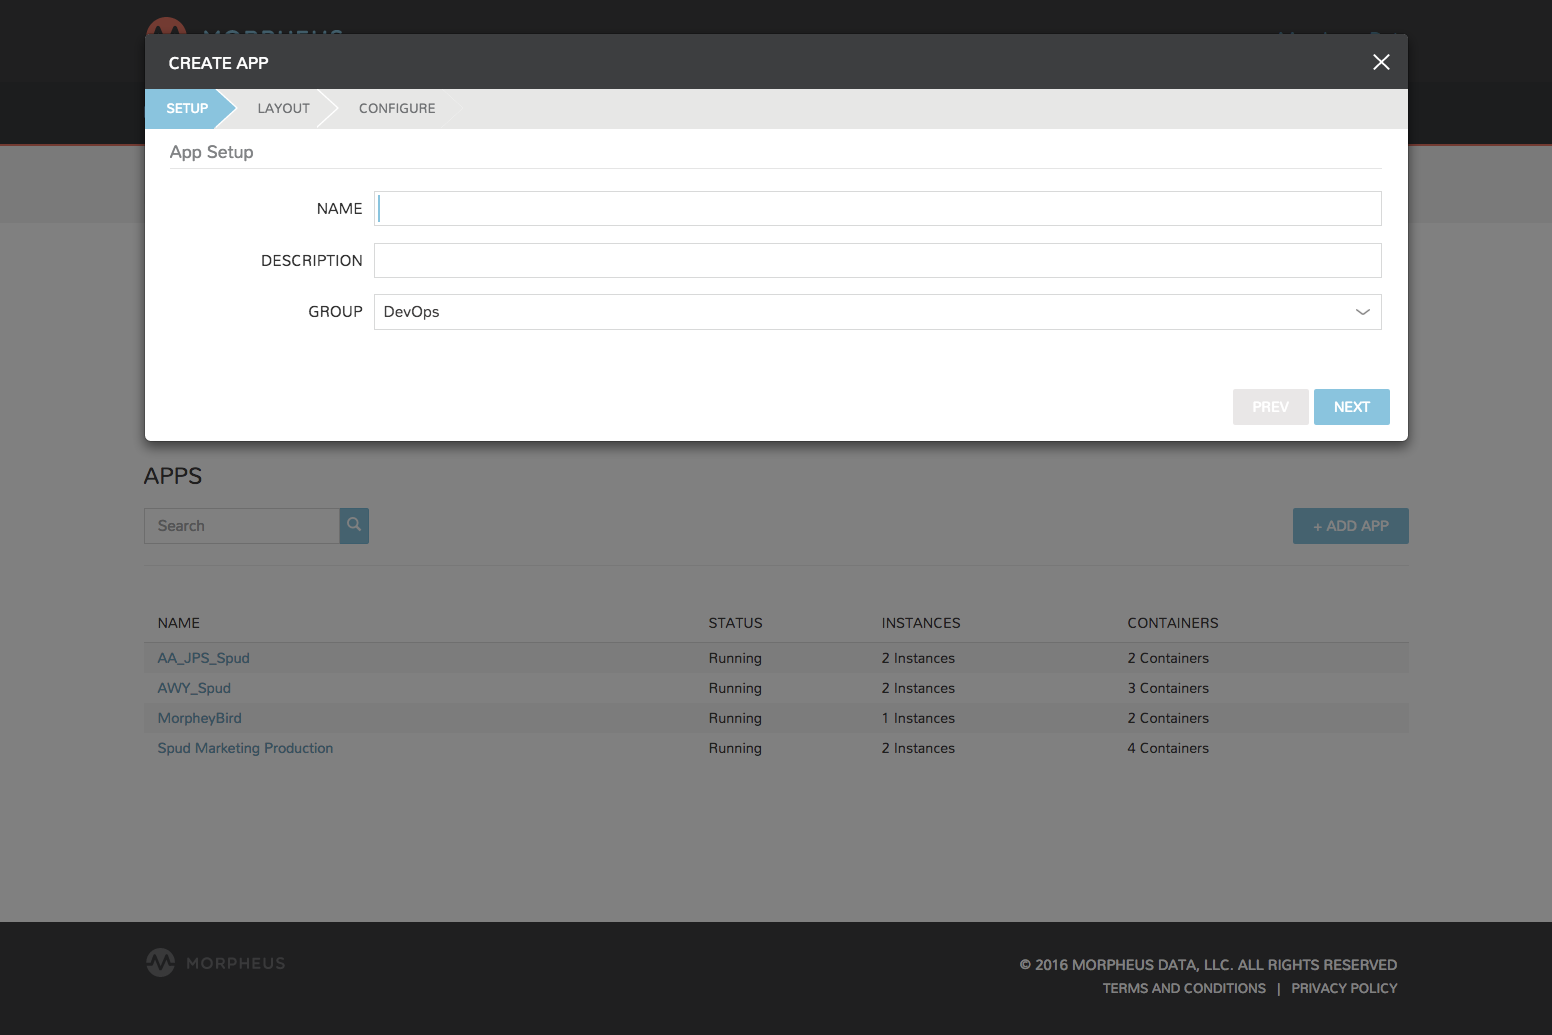 MORPHEUS
CREATE APP
SETUP LAYOUT CONFIGURE
App Setup
NAME
DESCRIPTION
GROUP DevOps
PREV NEXT
APPS
Search
+ ADD APP
NAME STATUS INSTANCES CONTAINERS
AA_JPS_Spud Running 2 Instances 2 Containers
AWY_Spud Running 2 Instances 3 Containers
MorpheyBird Running 1 Instances 2 Containers
Spud Marketing Production Running 2 Instances 4 Containers
MORPHEUS
© 2016 MORPHEUS DATA, LLC. ALL RIGHTS RESERVED
TERMS AND CONDITIONS | PRIVACY POLICY